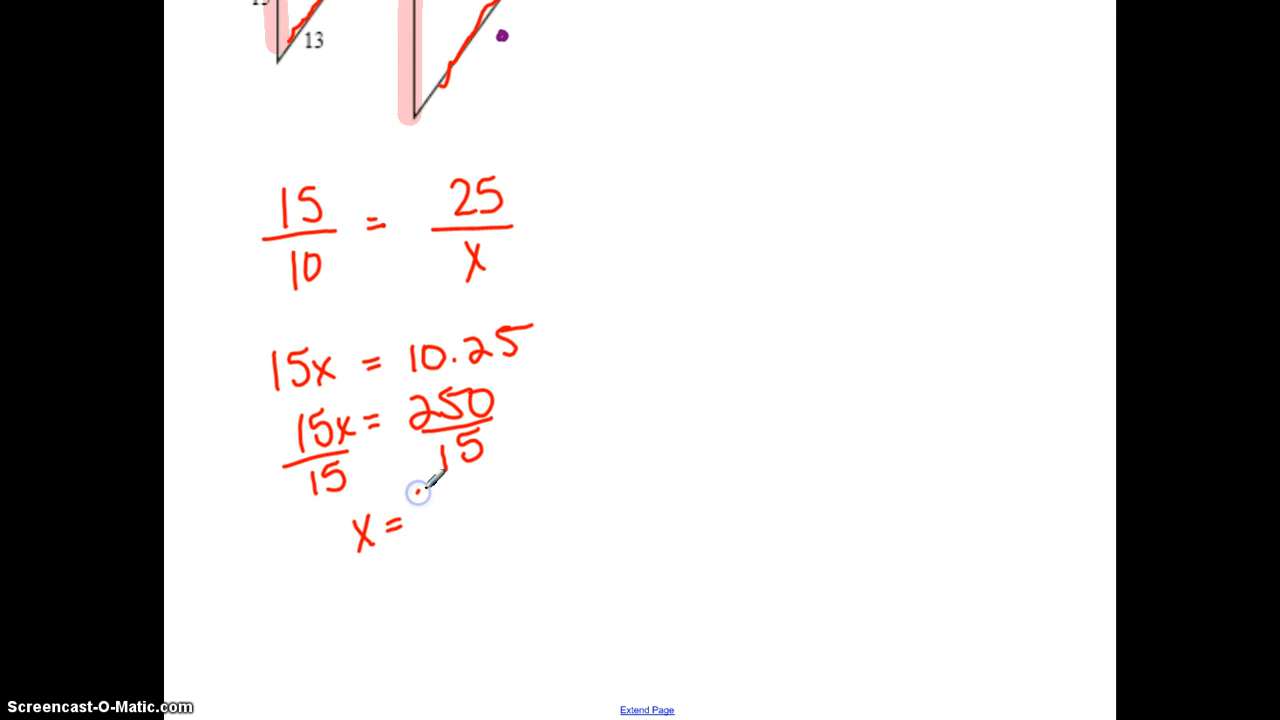 13
15
10
=
25
x
15x = 10.25
15x = 250
15
15
x =
Screencast-O-Matic.com
Extend Page